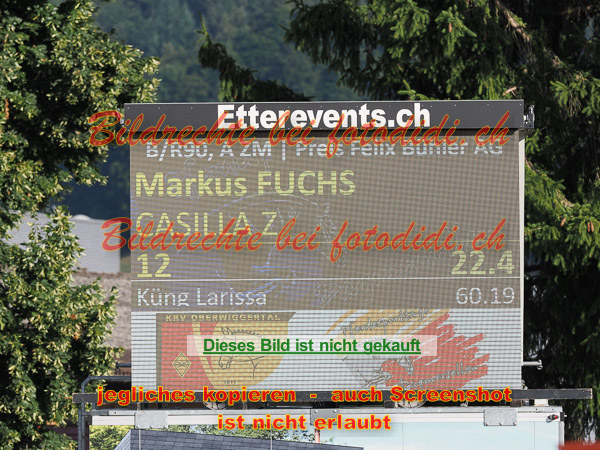 Etterevents.ch
Bildrechte bei fotodidi.ch
B/R90, A ZM | Preis Felix Bühler AG
Markus FUCHS
CASILLA Z
Bildrechte bei fotodidi.ch
12 22.4
Küng Larissa 60.19
KRV OBERWIGGERTAL
Dieses Bild ist nicht gekauft
jegliches kopieren - auch Screenshot
ist nicht erlaubt